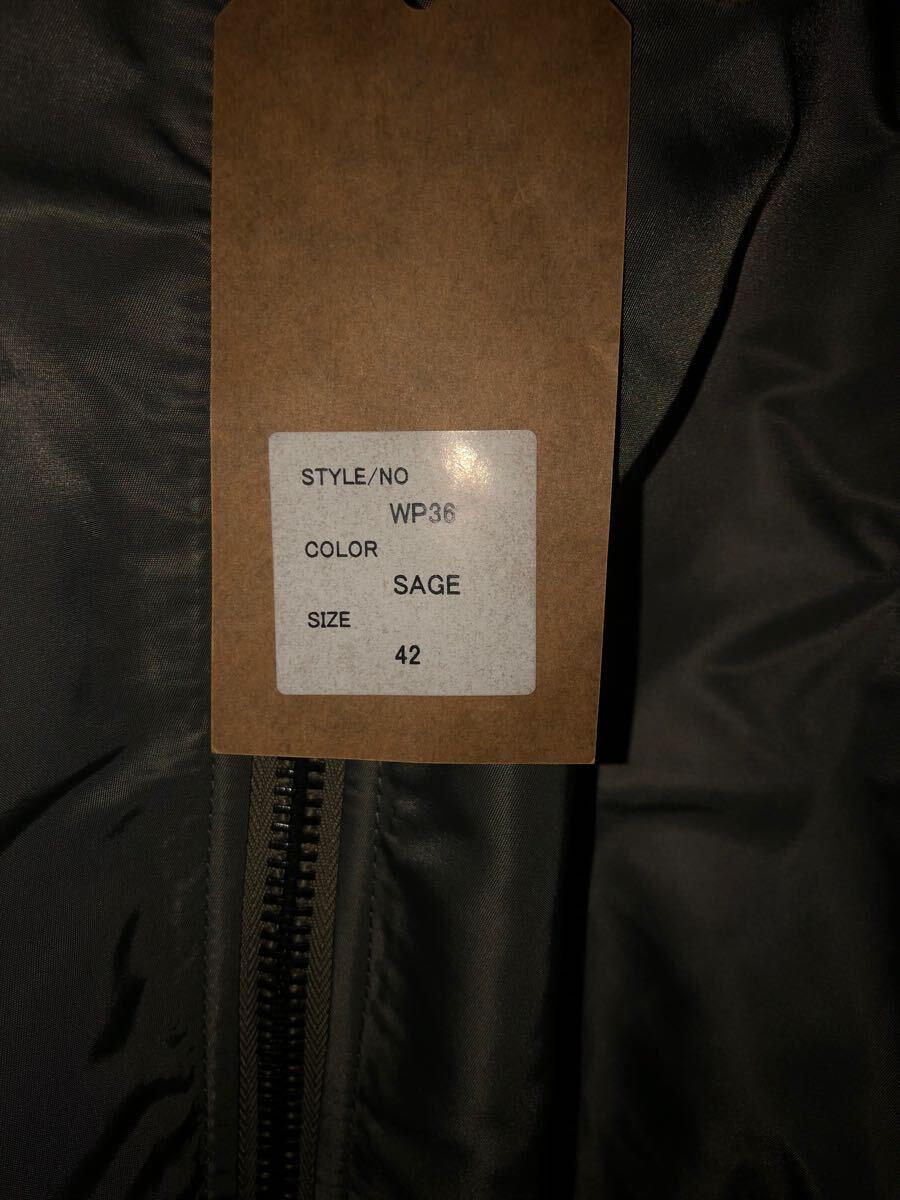 STYLE/NO
WP36
COLOR
SAGE
SIZE
42